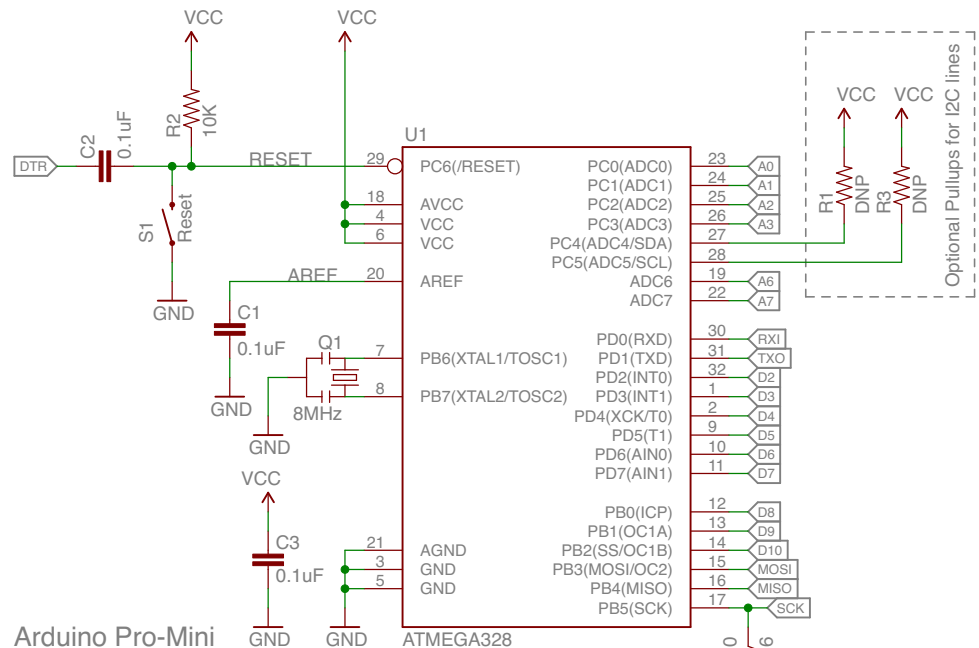 VCC
VCC
R2
10K
C2
0.1uF
DTR
RESET
S1
Reset
GND
AREF
C1
0.1uF
GND
Q1
8MHz
GND
VCC
C3
0.1uF
GND
GND
Arduino Pro-Mini
U1
29 PC6(/RESET)
18 AVCC
4 VCC
6 VCC
20 AREF
7 PB6(XTAL1/TOSC1)
8 PB7(XTAL2/TOSC2)
21 AGND
3 GND
5 GND
PC0(ADC0) 23 A0
PC1(ADC1) 24 A1
PC2(ADC2) 25 A2
PC3(ADC3) 26 A3
PC4(ADC4/SDA) 27
PC5(ADC5/SCL) 28
ADC6 19 A6
ADC7 22 A7
PD0(RXD) 30 RXI
PD1(TXD) 31 TXO
PD2(INT0) 32 D2
PD3(INT1) 1 D3
PD4(XCK/T0) 2 D4
PD5(T1) 9 D5
PD6(AIN0) 10 D6
PD7(AIN1) 11 D7
PB0(ICP) 12 D8
PB1(OC1A) 13 D9
PB2(SS/OC1B) 14 D10
PB3(MOSI/OC2) 15 MOSI
PB4(MISO) 16 MISO
PB5(SCK) 17 SCK
ATMEGA328
VCC
VCC
R1
DNP
R3
DNP
Optional Pullups for I2C lines